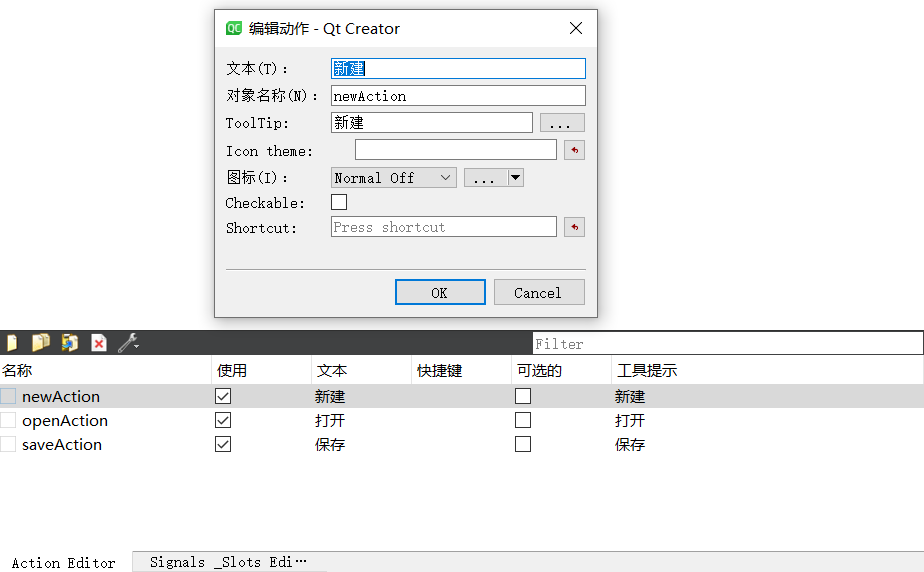 QC 编辑动作 - Qt Creator
文本(T)：
新建
对象名称(N)：
newAction
ToolTip:
新建
...
Icon theme:
图标(I)：
Normal Off
...
Checkable:
Shortcut:
Press shortcut
OK
Cancel
Filter
名称 使用 文本 快捷键 可选的 工具提示
newAction 新建 新建
openAction 打开 打开
saveAction 保存 保存
Action Editor
Signals _Slots Edi…